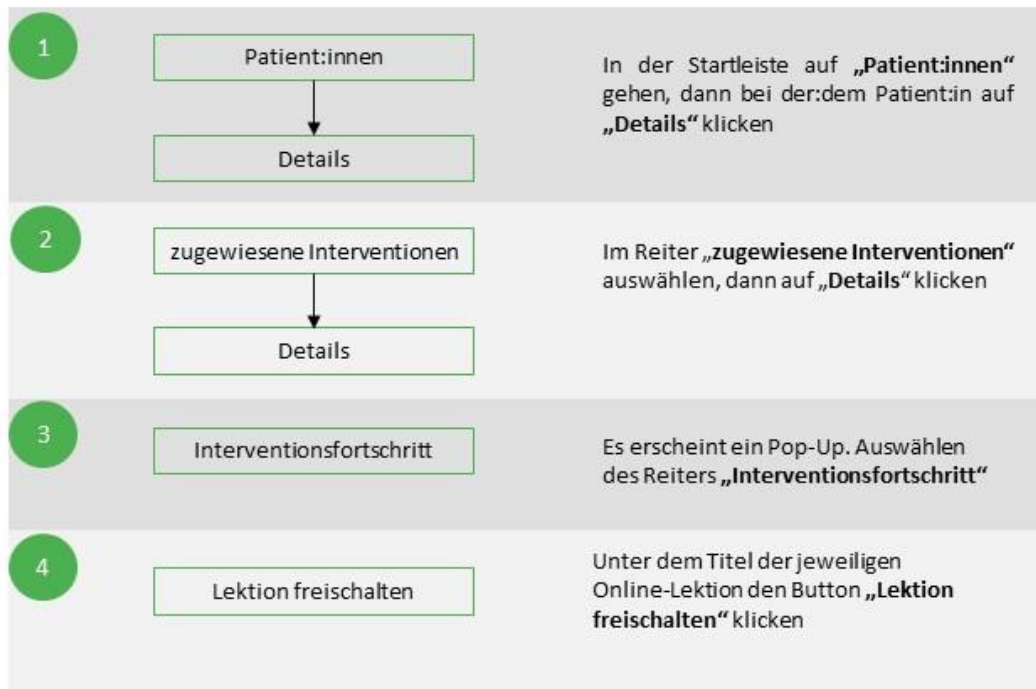 1
Patient:innen
Details
In der Startleiste auf „Patient:innen“
gehen, dann bei der:dem Patient:in auf
„Details“ klicken
2
zugewiesene Interventionen
Details
Im Reiter „zugewiesene Interventionen“
auswählen, dann auf „Details“ klicken
3
Interventionsfortschritt
Es erscheint ein Pop-Up. Auswählen
des Reiters „Interventionsfortschritt“
4
Lektion freischalten
Unter dem Titel der jeweiligen
Online-Lektion den Button „Lektion
freischalten“ klicken